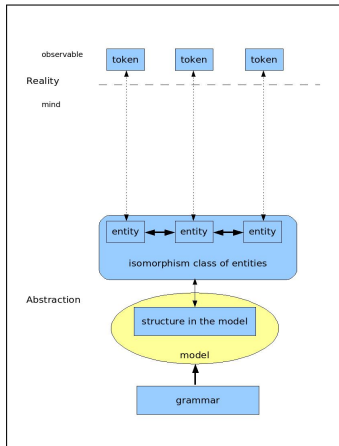 observable
token token token
Reality
mind
entity entity entity
isomorphism class of entities
Abstraction
structure in the model
model
grammar